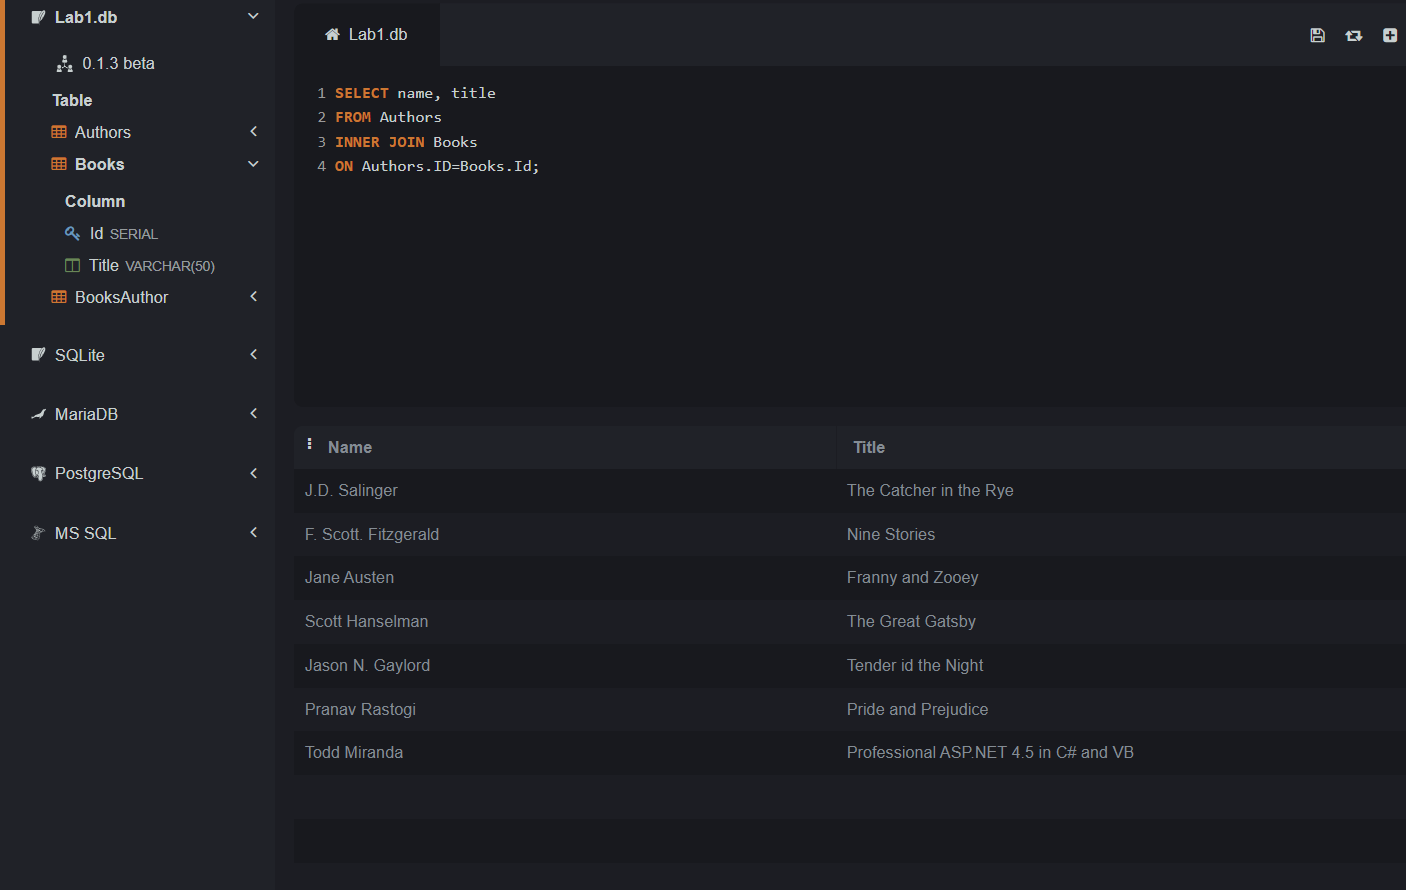 Lab1.db
0.1.3 beta
Table
Authors
Books
Column
Id SERIAL
Title VARCHAR(50)
BooksAuthor
SQLite
MariaDB
PostgreSQL
MS SQL
Lab1.db
1 SELECT name, title
2 FROM Authors
3 INNER JOIN Books
4 ON Authors.ID=Books.Id;
Name Title
J.D. Salinger The Catcher in the Rye
F. Scott. Fitzgerald Nine Stories
Jane Austen Franny and Zooey
Scott Hanselman The Great Gatsby
Jason N. Gaylord Tender id the Night
Pranav Rastogi Pride and Prejudice
Todd Miranda Professional ASP.NET 4.5 in C# and VB